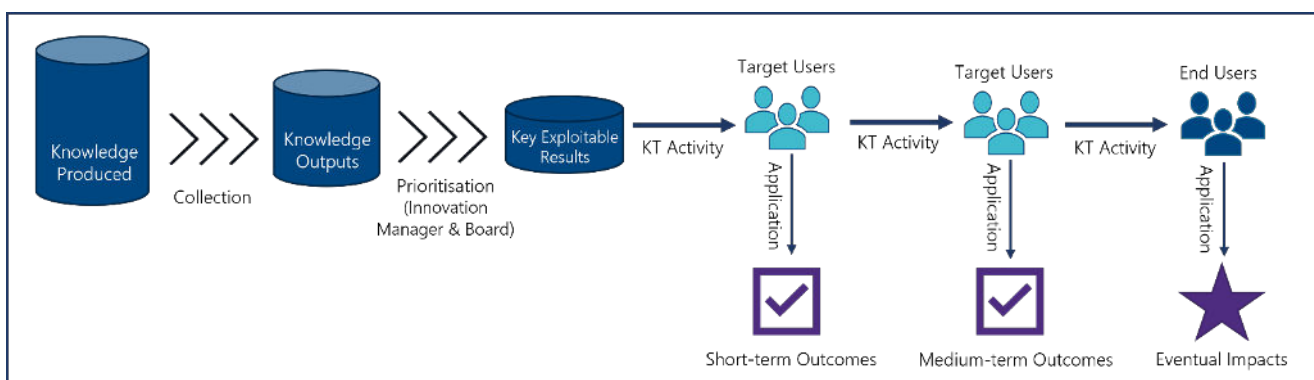 Knowledge
Produced
Collection
Knowledge
Outputs
Prioritisation
(Innovation
Manager & Board)
Key Exploitable
Results
KT Activity
Target Users
Application
Short-term Outcomes
KT Activity
Target Users
Application
Medium-term Outcomes
KT Activity
End Users
Application
Eventual Impacts